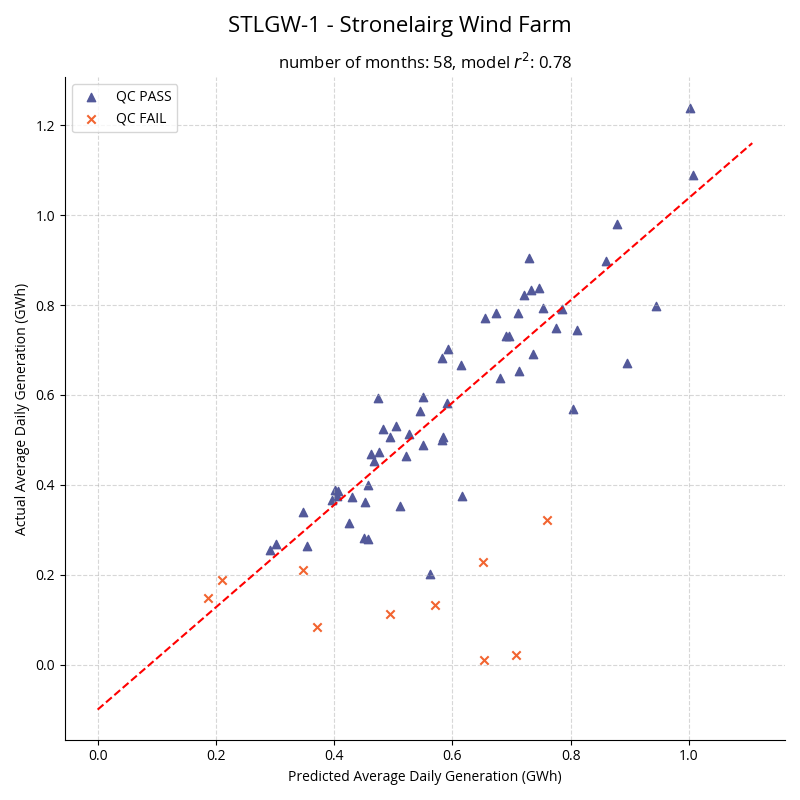 STLGW-1 - Stronelairg Wind Farm
number of months: 58, model r²: 0.78
QC PASS
QC FAIL
Actual Average Daily Generation (GWh)
1.2
1.0
0.8
0.6
0.4
0.2
0.0
0.0 0.2 0.4 0.6 0.8 1.0
Predicted Average Daily Generation (GWh)